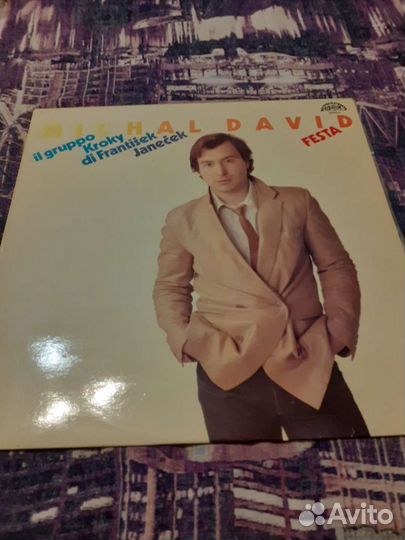 MICHAL DAVID
il gruppo
Kroky
di František
Janeček
FESTA
Avito